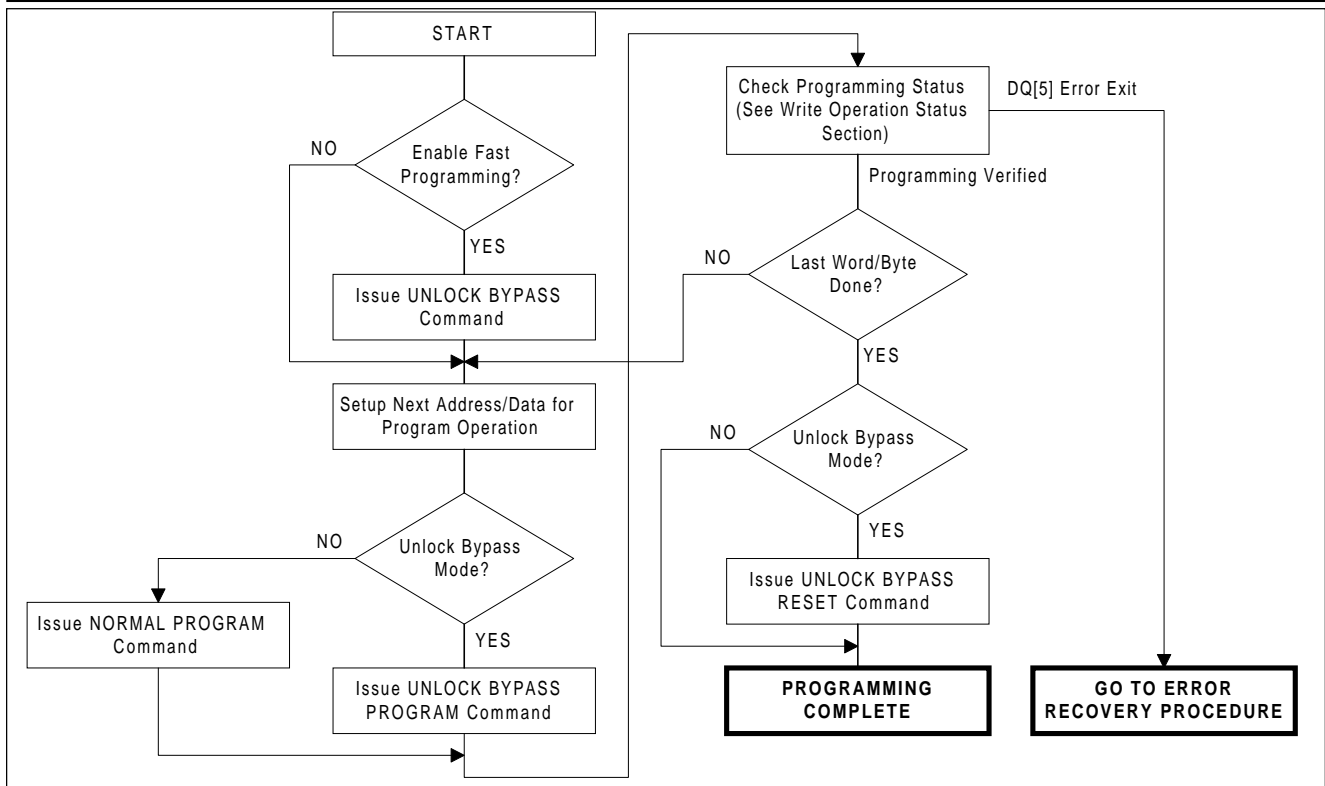 START
Enable Fast
Programming?
NO
YES
Issue UNLOCK BYPASS
Command
Setup Next Address/Data for
Program Operation
Unlock Bypass
Mode?
NO
YES
Issue NORMAL PROGRAM
Command
Issue UNLOCK BYPASS
PROGRAM Command
Check Programming Status
(See Write Operation Status
Section)
DQ[5] Error Exit
Programming Verified
Last Word/Byte
Done?
NO
YES
Unlock Bypass
Mode?
NO
YES
Issue UNLOCK BYPASS
RESET Command
PROGRAMMING
COMPLETE
GO TO ERROR
RECOVERY PROCEDURE